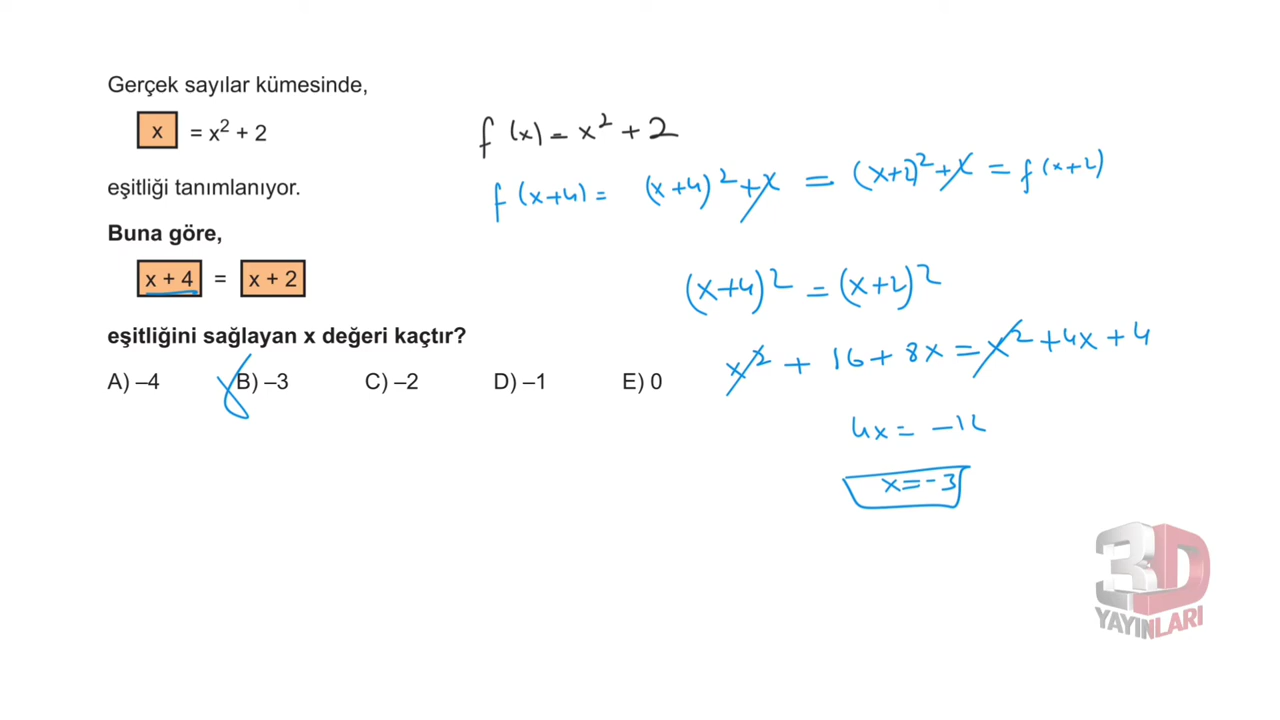 Gerçek sayılar kümesinde,
x = x² + 2
eşitliği tanımlanıyor.
Buna göre,
x + 4 = x + 2
eşitliğini sağlayan x değeri kaçtır?
A) –4 B) –3 C) –2 D) –1 E) 0
f(x) = x² + 2
f(x+4) = (x+4)² + 2 = (x+2)² + 2 = f(x+2)
(x+4)² = (x+2)²
x² + 16 + 8x = x² + 4x + 4
4x = -12
x = -3
3D
YAYINLARI